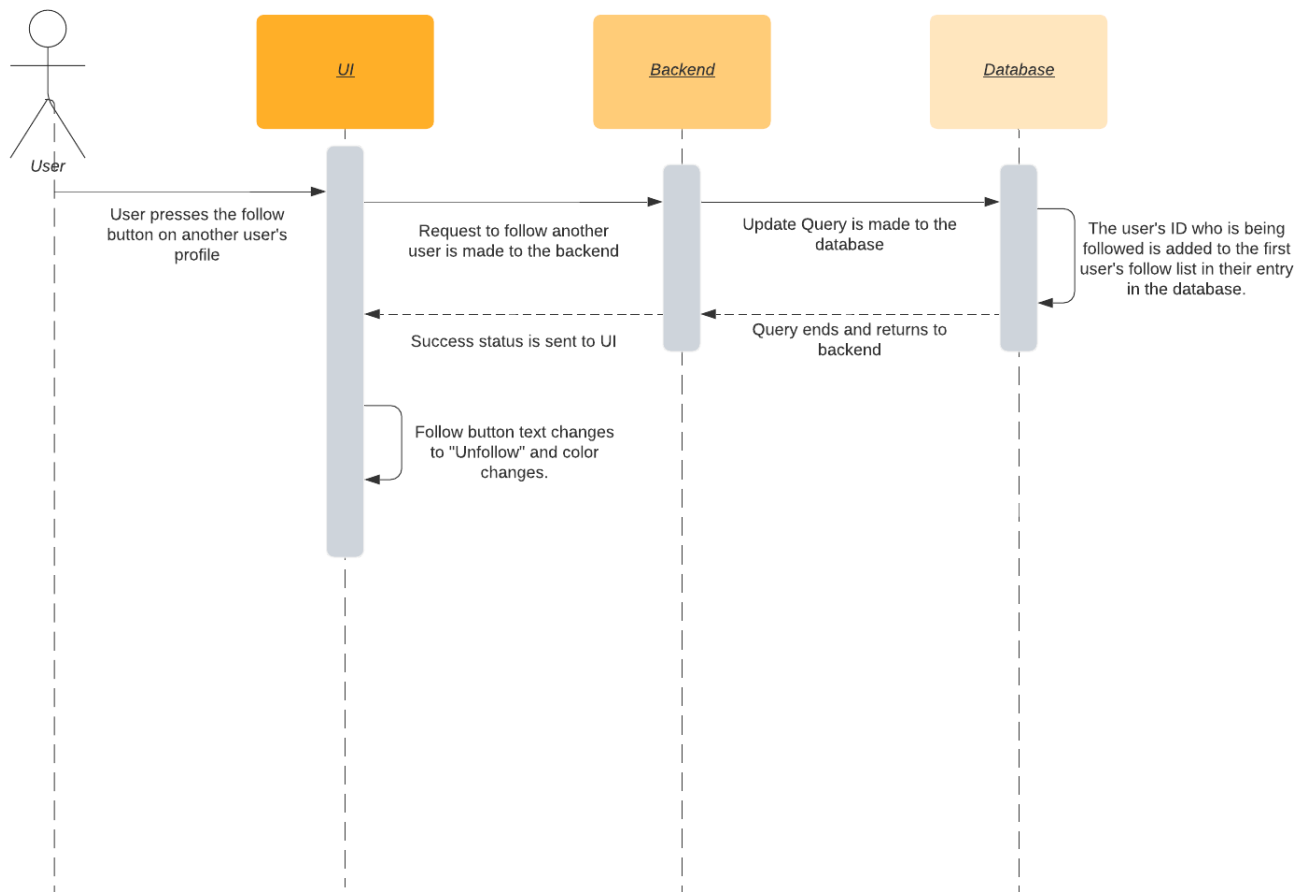 UI
Backend
Database
User
User presses the follow
button on another user's
profile
Request to follow another
user is made to the backend
Update Query is made to the
database
The user's ID who is being
followed is added to the first
user's follow list in their entry
in the database.
Success status is sent to UI
Query ends and returns to
backend
Follow button text changes
to "Unfollow" and color
changes.